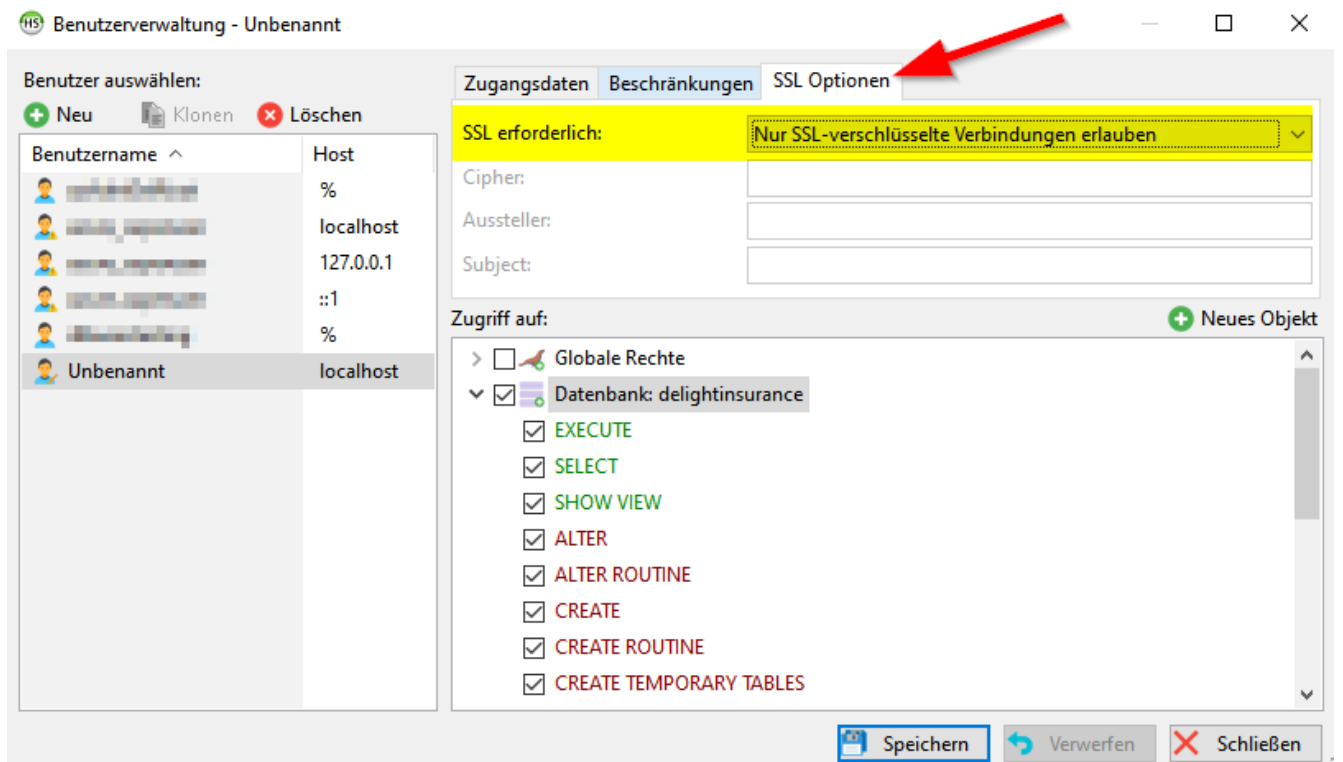 HS Benutzerverwaltung - Unbenannt
Benutzer auswählen:
Neu Klonen Löschen
Benutzername Host
%
localhost
127.0.0.1
::1
%
Unbenannt localhost
Zugangsdaten Beschränkungen SSL Optionen
SSL erforderlich: Nur SSL-verschlüsselte Verbindungen erlauben
Cipher:
Aussteller:
Subject:
Zugriff auf: Neues Objekt
Globale Rechte
Datenbank: delightinsurance
EXECUTE
SELECT
SHOW VIEW
ALTER
ALTER ROUTINE
CREATE
CREATE ROUTINE
CREATE TEMPORARY TABLES
Speichern Verwerfen Schließen